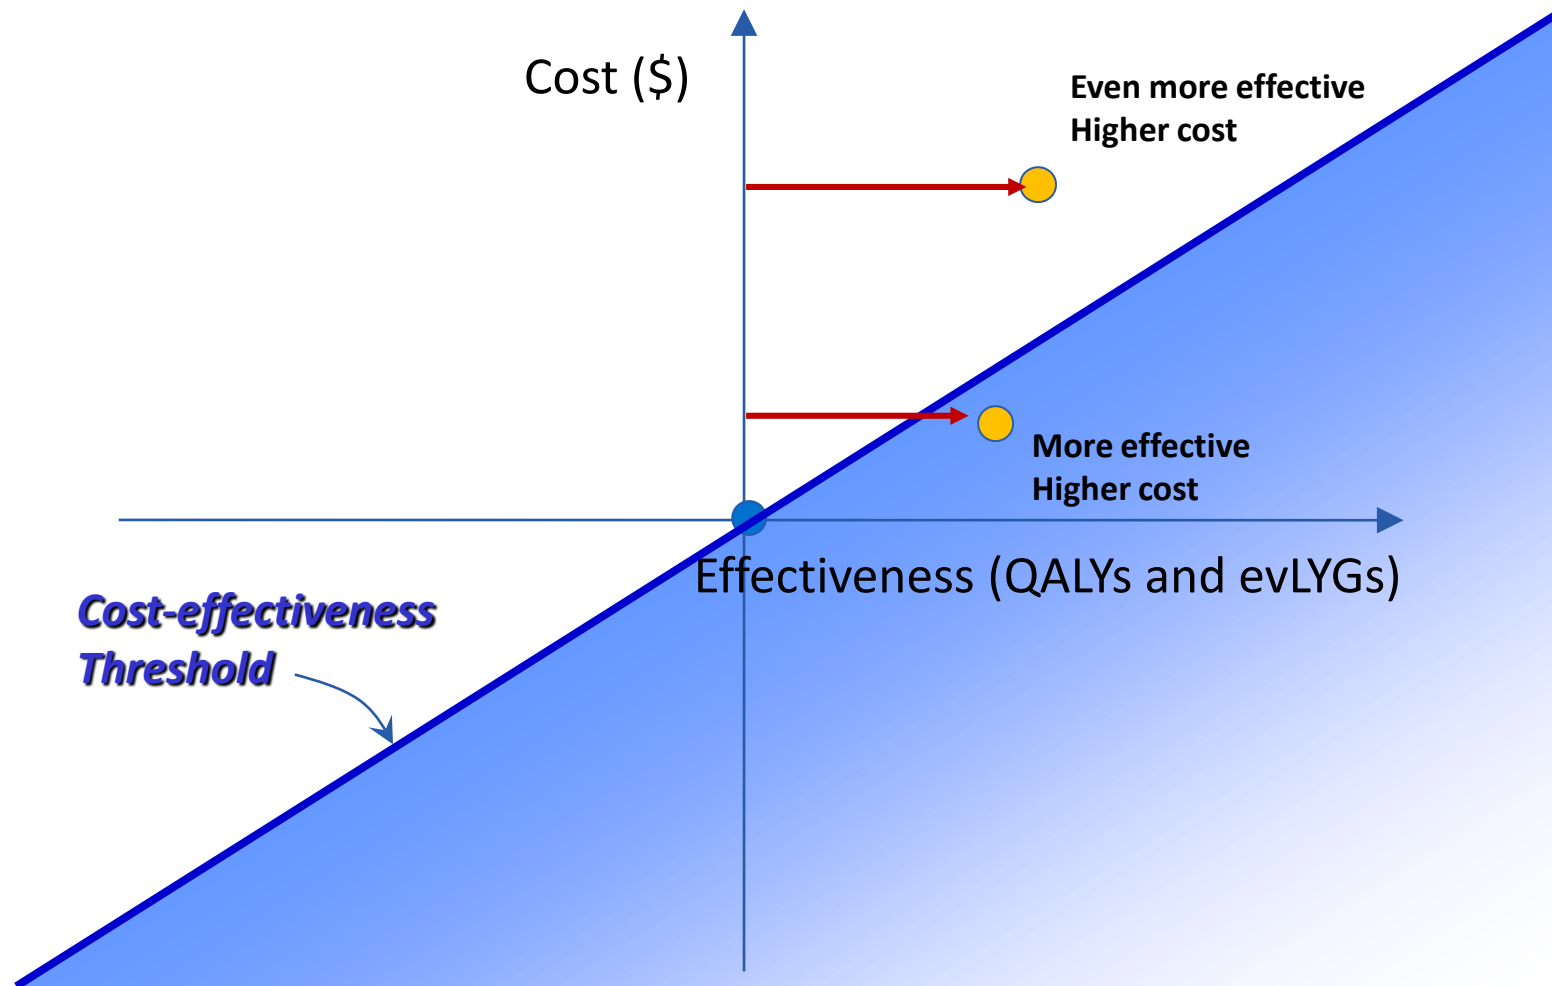 Cost ($)
Even more effective
Higher cost
More effective
Higher cost
Effectiveness (QALYs and evLYGs)
Cost-effectiveness
Threshold